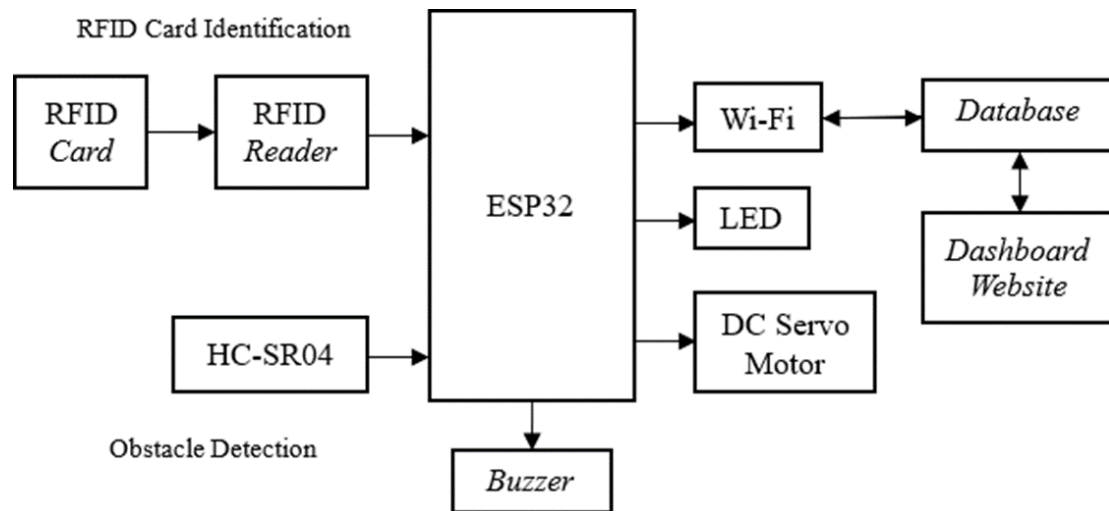 RFID Card Identification
RFID
Card
RFID
Reader
ESP32
Wi-Fi
Database
LED
Dashboard
Website
HC-SR04
DC Servo
Motor
Obstacle Detection
Buzzer